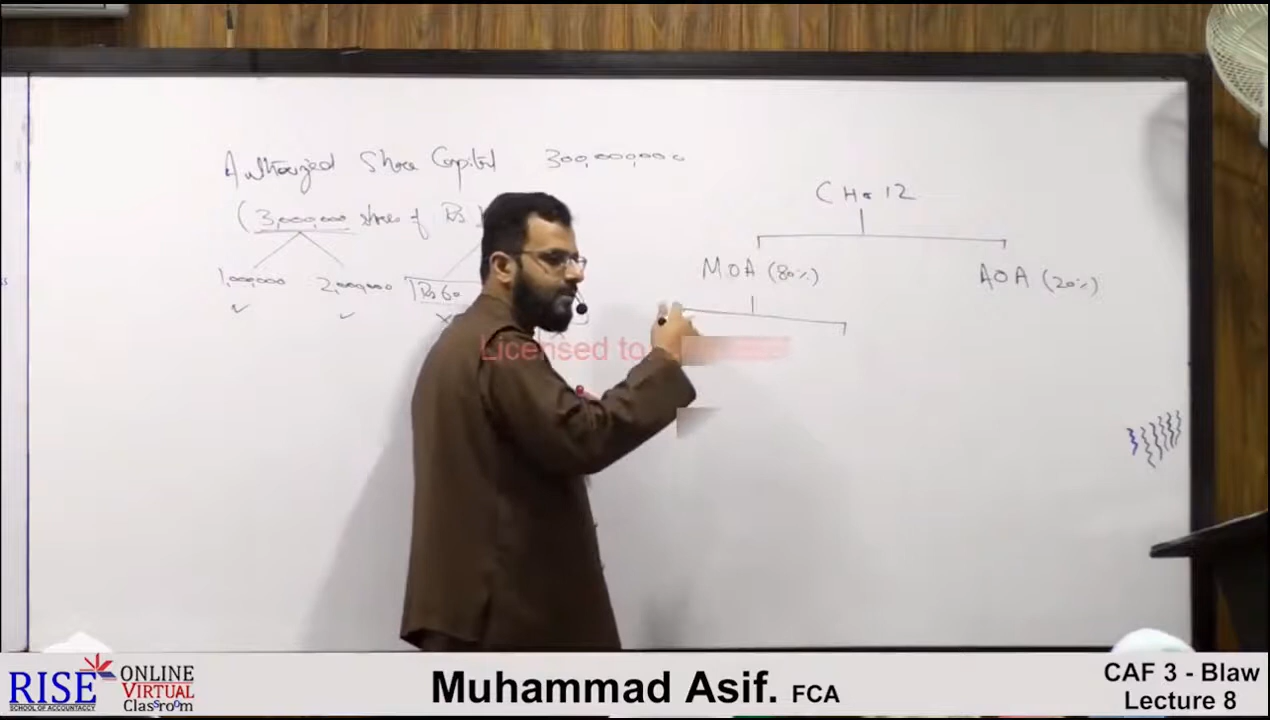 Authorized Share Capital 300,000,000
(3,000,000 shares of Rs
1,000,000 2,000,000 Rs 60
CH # 12
MOA (80%) AOA (20%)
Licensed to
RISE
SCHOOL OF ACCOUNTANCY
ONLINE
VIRTUAL
Classroom
Muhammad Asif. FCA
CAF 3 - Blaw
Lecture 8